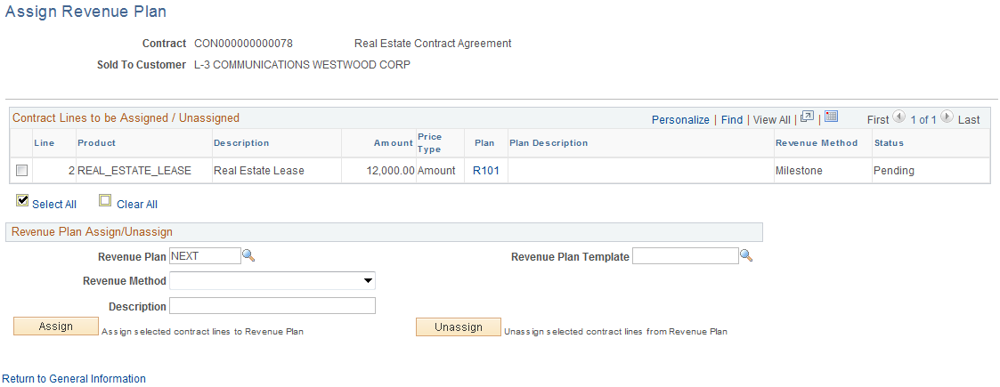 Assign Revenue Plan
Contract CON000000000078 Real Estate Contract Agreement
Sold To Customer L-3 COMMUNICATIONS WESTWOOD CORP
Contract Lines to be Assigned / Unassigned Personalize | Find | View All | | First 1 of 1 Last
Line Product Description Amount Price Type Plan Plan Description Revenue Method Status
2 REAL_ESTATE_LEASE Real Estate Lease 12,000.00 Amount R101 Milestone Pending
Select All Clear All
Revenue Plan Assign/Unassign
Revenue Plan NEXT Revenue Plan Template
Revenue Method
Description
Assign Assign selected contract lines to Revenue Plan Unassign Unassign selected contract lines from Revenue Plan
Return to General Information